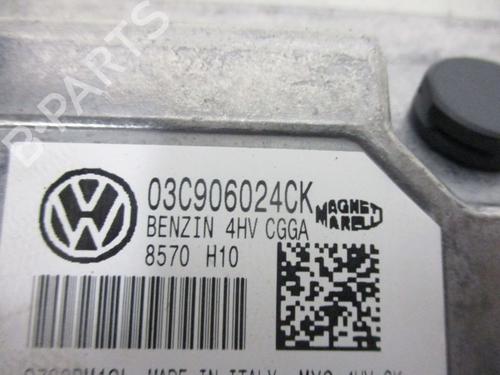 B-PARTS
03C906024CK
BENZIN 4HV CGGA
MAGNETI
MARELLI
8570 H10
MADE IN ITALY